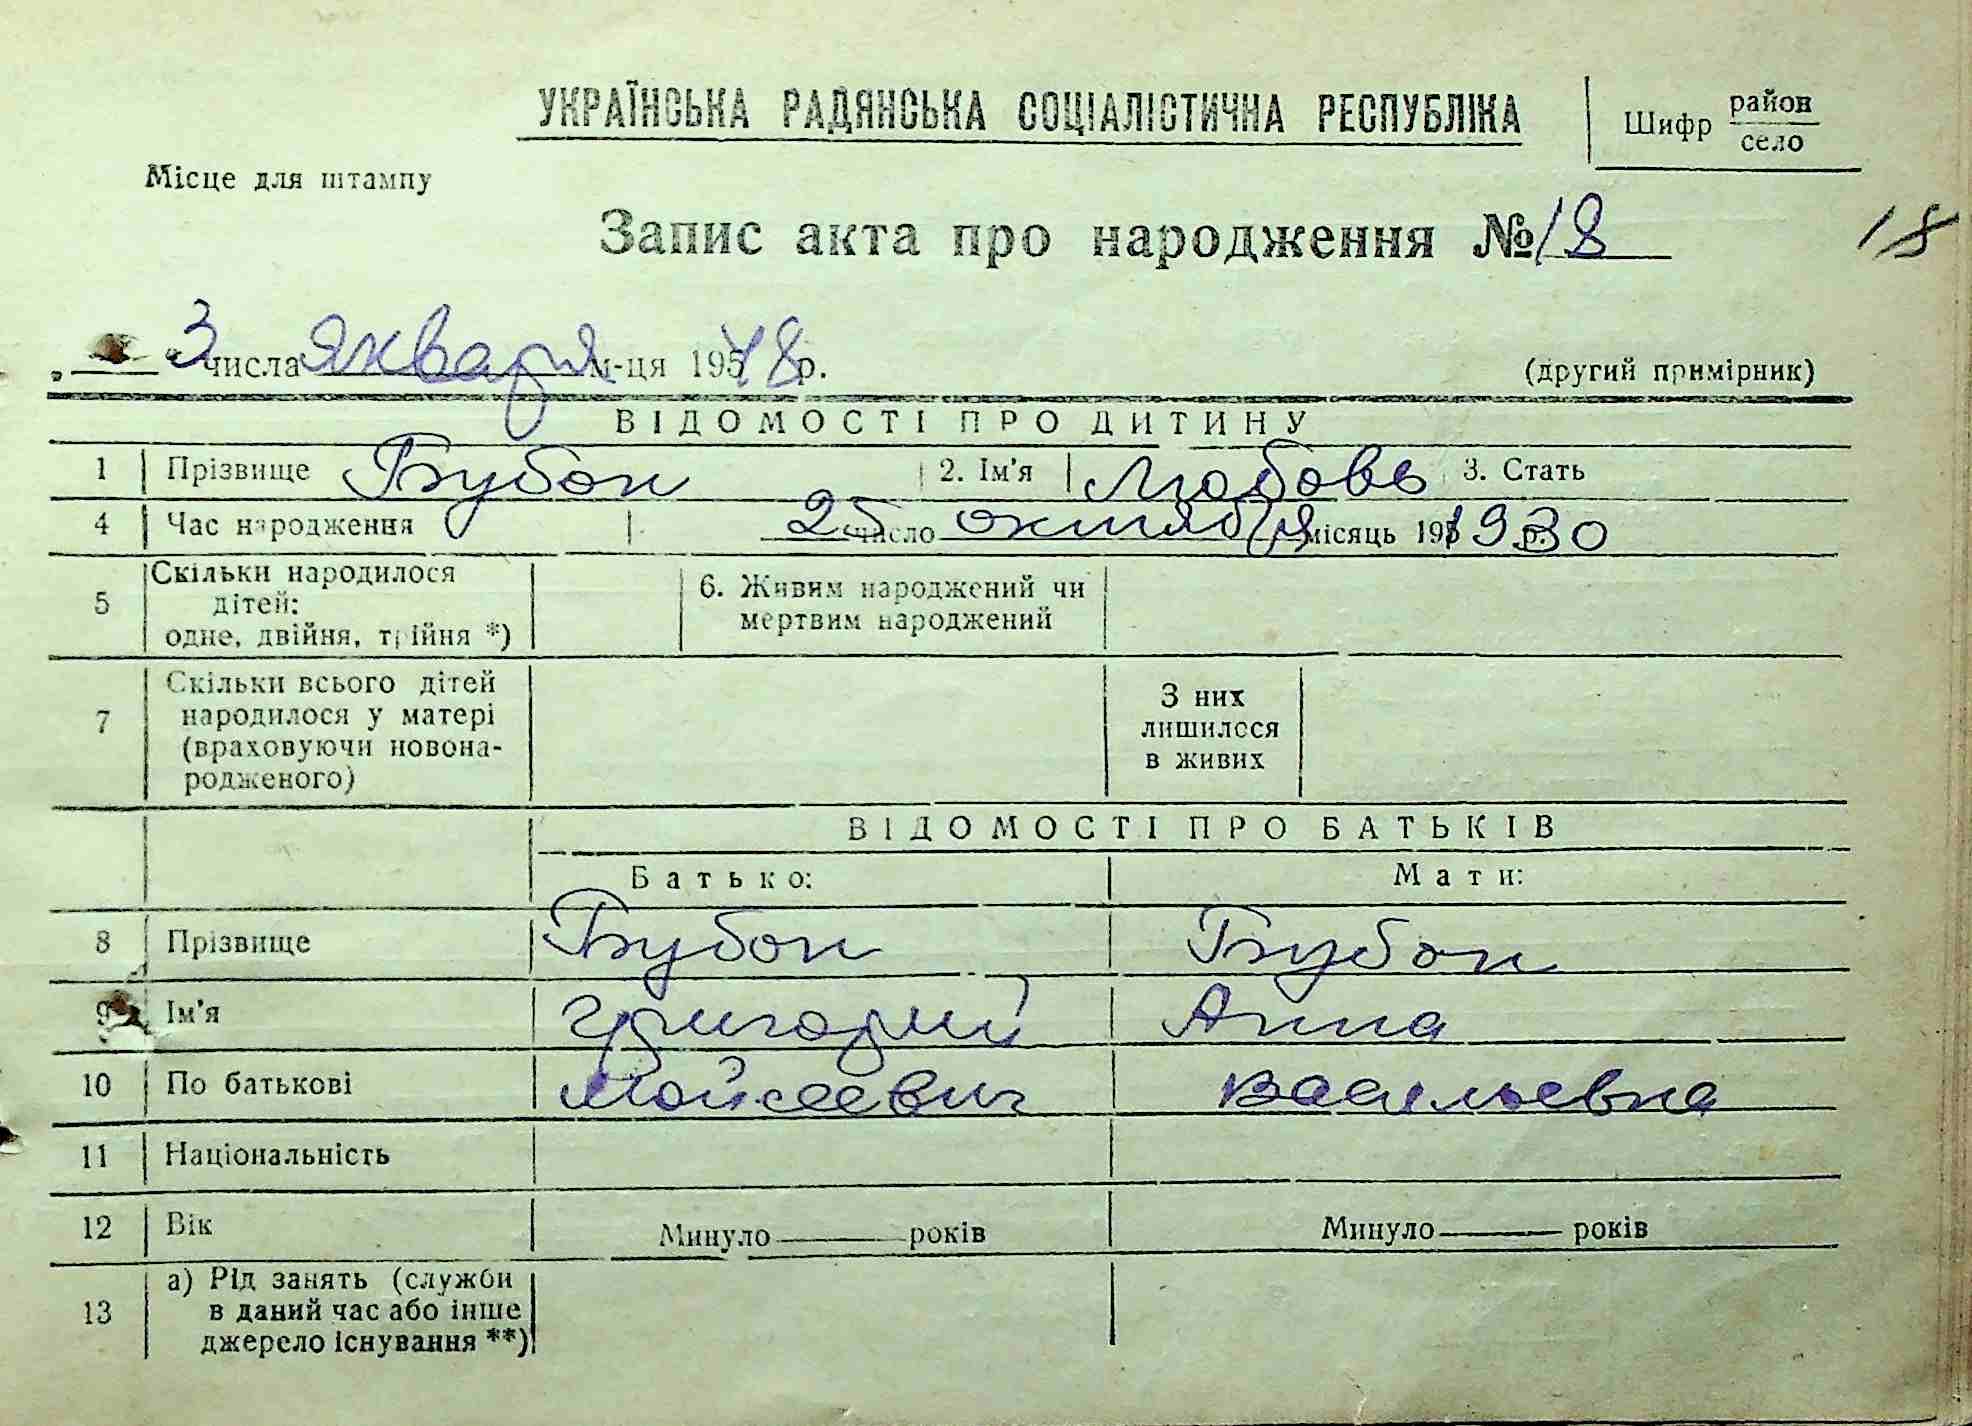 УКРАЇНСЬКА РАДЯНСЬКА СОЦІАЛІСТИЧНА РЕСПУБЛІКА
Шифр район
село
Місце для штампу
Запис акта про народження № 18
18
„ “ 3 числа января м-ця 1948 р. (другий примірник)
ВІДОМОСТІ ПРО ДИТИНУ
1 Прізвище Бубон 2. Ім'я Любовь 3. Стать
4 Час народження 25 число октября місяць 195 1930 р.
5 Скільки народилося дітей: одне, двійня, трійня *) 6. Живим народжений чи мертвим народжений
7 Скільки всього дітей народилося у матері (враховуючи новонародженого) З них лишилося в живих
ВІДОМОСТІ ПРО БАТЬКІВ
Батько: Мати:
8 Прізвище Бубон Бубон
9 Ім'я Григорий Анна
10 По батькові Мойсеевич Васильевна
11 Національність
12 Вік Минуло років Минуло років
13 а) Рід занять (служби в даний час або інше джерело існування **)